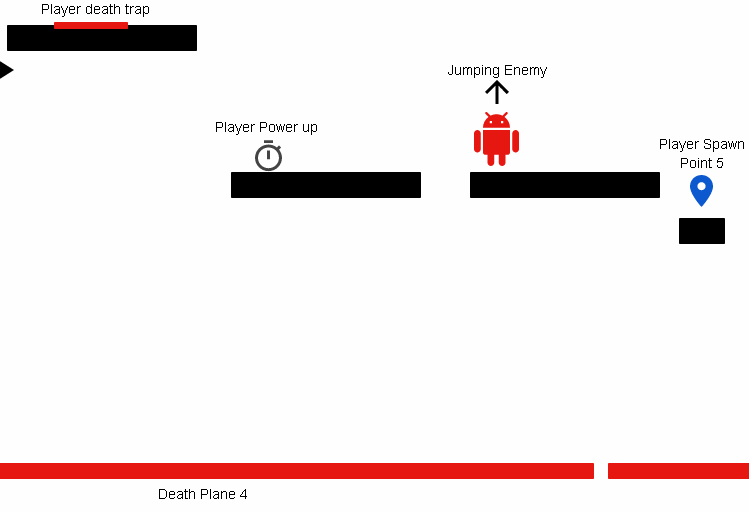 Player death trap
Jumping Enemy
Player Power up
Player Spawn
Point 5
Death Plane 4